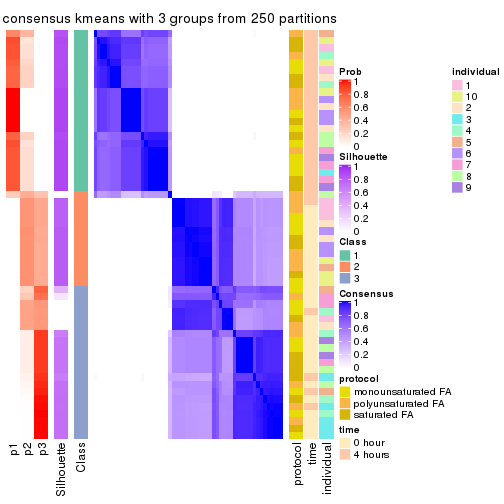 consensus kmeans with 3 groups from 250 partitions
Prob
1
0.8
0.6
0.4
0.2
0
Silhouette
1
0.8
0.6
0.4
0.2
0
Class
1
2
3
Consensus
1
0.8
0.6
0.4
0.2
0
protocol
monounsaturated FA
polyunsaturated FA
saturated FA
time
0 hour
4 hours
individual
1
10
2
3
4
5
6
7
8
9
p1
p2
p3
Silhouette
Class
protocol
time
individual